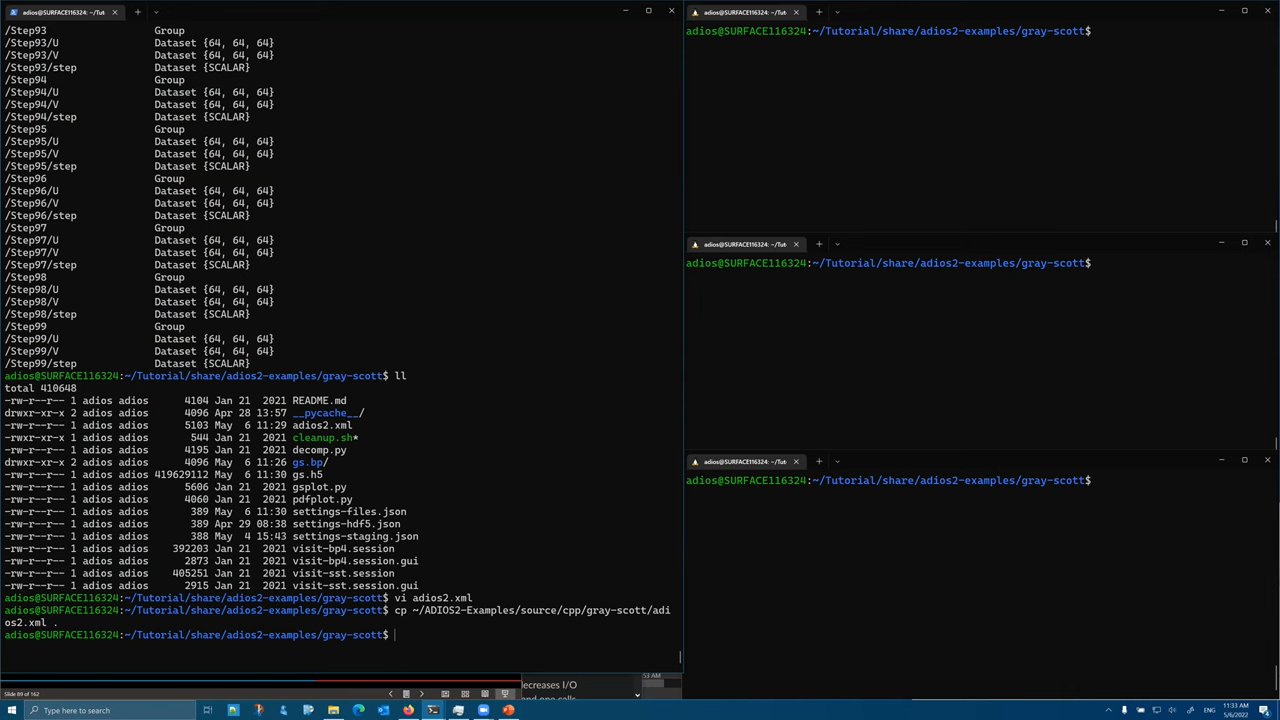 adios@SURFACE116324: ~/Tut
/Step93 Group
/Step93/U Dataset {64, 64, 64}
/Step93/V Dataset {64, 64, 64}
/Step93/step Dataset {SCALAR}
/Step94 Group
/Step94/U Dataset {64, 64, 64}
/Step94/V Dataset {64, 64, 64}
/Step94/step Dataset {SCALAR}
/Step95 Group
/Step95/U Dataset {64, 64, 64}
/Step95/V Dataset {64, 64, 64}
/Step95/step Dataset {SCALAR}
/Step96 Group
/Step96/U Dataset {64, 64, 64}
/Step96/V Dataset {64, 64, 64}
/Step96/step Dataset {SCALAR}
/Step97 Group
/Step97/U Dataset {64, 64, 64}
/Step97/V Dataset {64, 64, 64}
/Step97/step Dataset {SCALAR}
/Step98 Group
/Step98/U Dataset {64, 64, 64}
/Step98/V Dataset {64, 64, 64}
/Step98/step Dataset {SCALAR}
/Step99 Group
/Step99/U Dataset {64, 64, 64}
/Step99/V Dataset {64, 64, 64}
/Step99/step Dataset {SCALAR}
adios@SURFACE116324:~/Tutorial/share/adios2-examples/gray-scott$ ll
total 410648
-rw-r--r-- 1 adios adios 4104 Jan 21 2021 README.md
drwxr-xr-x 2 adios adios 4096 Apr 28 13:57 __pycache__/
-rw-r--r-- 1 adios adios 5103 May 6 11:29 adios2.xml
-rwxr-xr-x 1 adios adios 544 Jan 21 2021 cleanup.sh*
-rw-r--r-- 1 adios adios 4195 Jan 21 2021 decomp.py
drwxr-xr-x 2 adios adios 4096 May 6 11:26 gs.bp/
-rw-r--r-- 1 adios adios 419629112 May 6 11:30 gs.h5
-rw-r--r-- 1 adios adios 5606 Jan 21 2021 gsplot.py
-rw-r--r-- 1 adios adios 4060 Jan 21 2021 pdfplot.py
-rw-r--r-- 1 adios adios 389 May 6 11:30 settings-files.json
-rw-r--r-- 1 adios adios 389 Apr 29 08:38 settings-hdf5.json
-rw-r--r-- 1 adios adios 388 May 4 15:43 settings-staging.json
-rw-r--r-- 1 adios adios 392203 Jan 21 2021 visit-bp4.session
-rw-r--r-- 1 adios adios 2873 Jan 21 2021 visit-bp4.session.gui
-rw-r--r-- 1 adios adios 405251 Jan 21 2021 visit-sst.session
-rw-r--r-- 1 adios adios 2915 Jan 21 2021 visit-sst.session.gui
adios@SURFACE116324:~/Tutorial/share/adios2-examples/gray-scott$ vi adios2.xml
adios@SURFACE116324:~/Tutorial/share/adios2-examples/gray-scott$ cp ~/ADIOS2-Examples/source/cpp/gray-scott/adi
os2.xml .
adios@SURFACE116324:~/Tutorial/share/adios2-examples/gray-scott$
adios@SURFACE116324: ~/Tut
adios@SURFACE116324:~/Tutorial/share/adios2-examples/gray-scott$
adios@SURFACE116324: ~/Tut
adios@SURFACE116324:~/Tutorial/share/adios2-examples/gray-scott$
adios@SURFACE116324: ~/Tut
adios@SURFACE116324:~/Tutorial/share/adios2-examples/gray-scott$
:53 AM
decreases I/O
and one calls
Slide 89 of 162
Type here to search
ENG
11:33 AM
5/6/2022